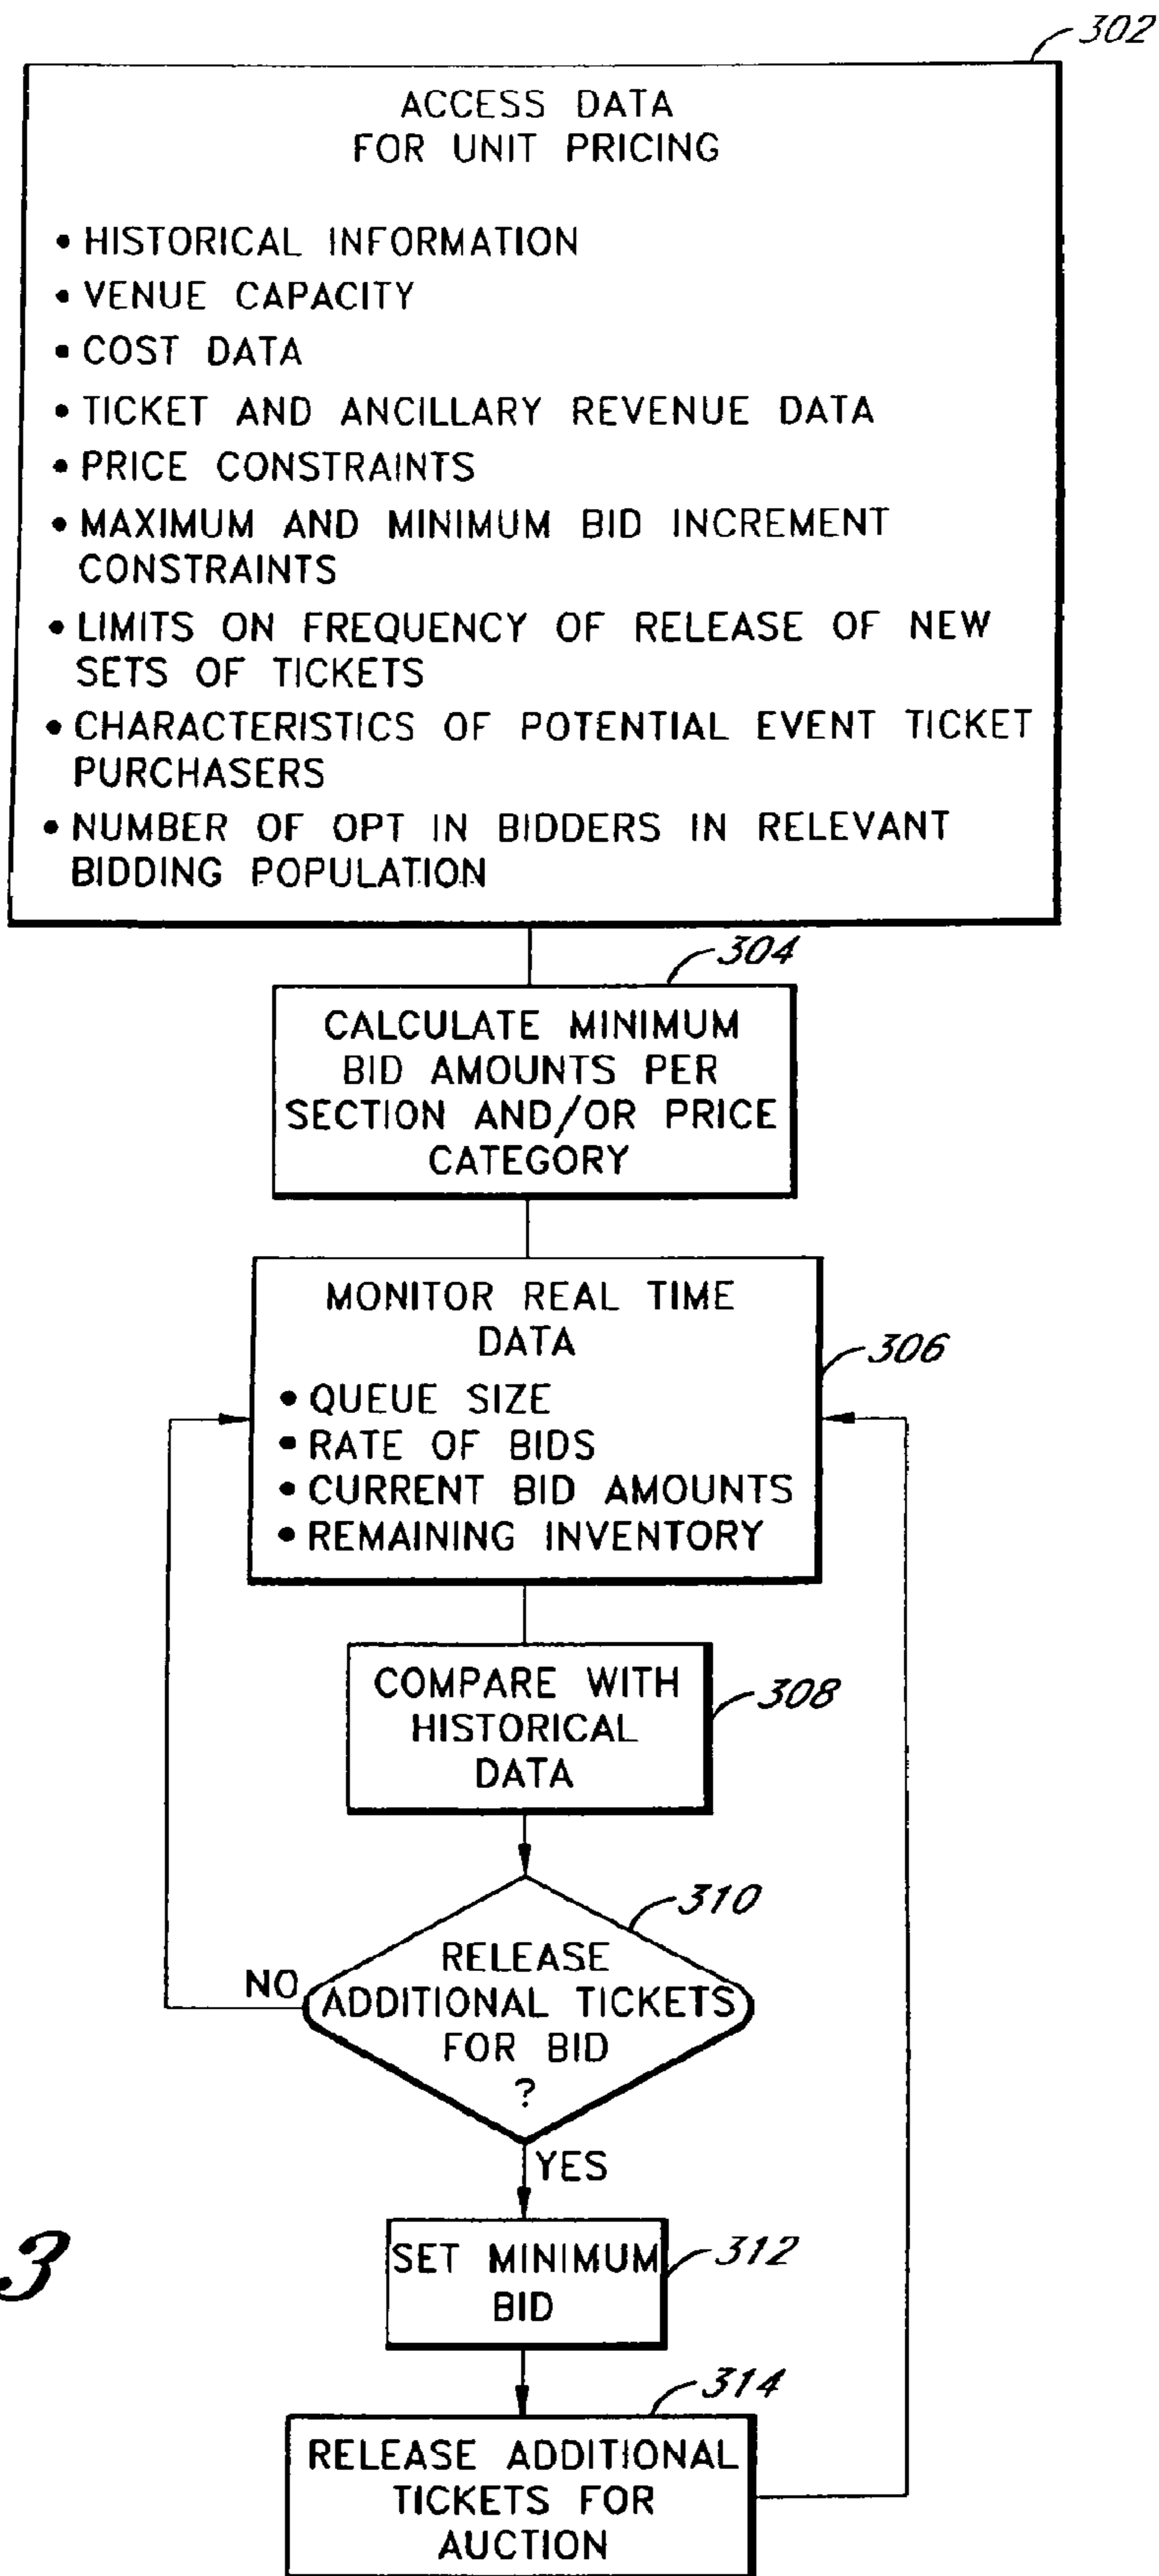 302
ACCESS DATA
FOR UNIT PRICING
• HISTORICAL INFORMATION
• VENUE CAPACITY
• COST DATA
• TICKET AND ANCILLARY REVENUE DATA
• PRICE CONSTRAINTS
• MAXIMUM AND MINIMUM BID INCREMENT
CONSTRAINTS
• LIMITS ON FREQUENCY OF RELEASE OF NEW
SETS OF TICKETS
• CHARACTERISTICS OF POTENTIAL EVENT TICKET
PURCHASERS
• NUMBER OF OPT IN BIDDERS IN RELEVANT
BIDDING POPULATION
304
CALCULATE MINIMUM
BID AMOUNTS PER
SECTION AND/OR PRICE
CATEGORY
MONITOR REAL TIME
DATA
306
• QUEUE SIZE
• RATE OF BIDS
• CURRENT BID AMOUNTS
• REMAINING INVENTORY
COMPARE WITH
HISTORICAL
DATA
308
310
RELEASE
ADDITIONAL TICKETS
FOR BID
?
NO
YES
3
SET MINIMUM
BID
312
314
RELEASE ADDITIONAL
TICKETS FOR
AUCTION